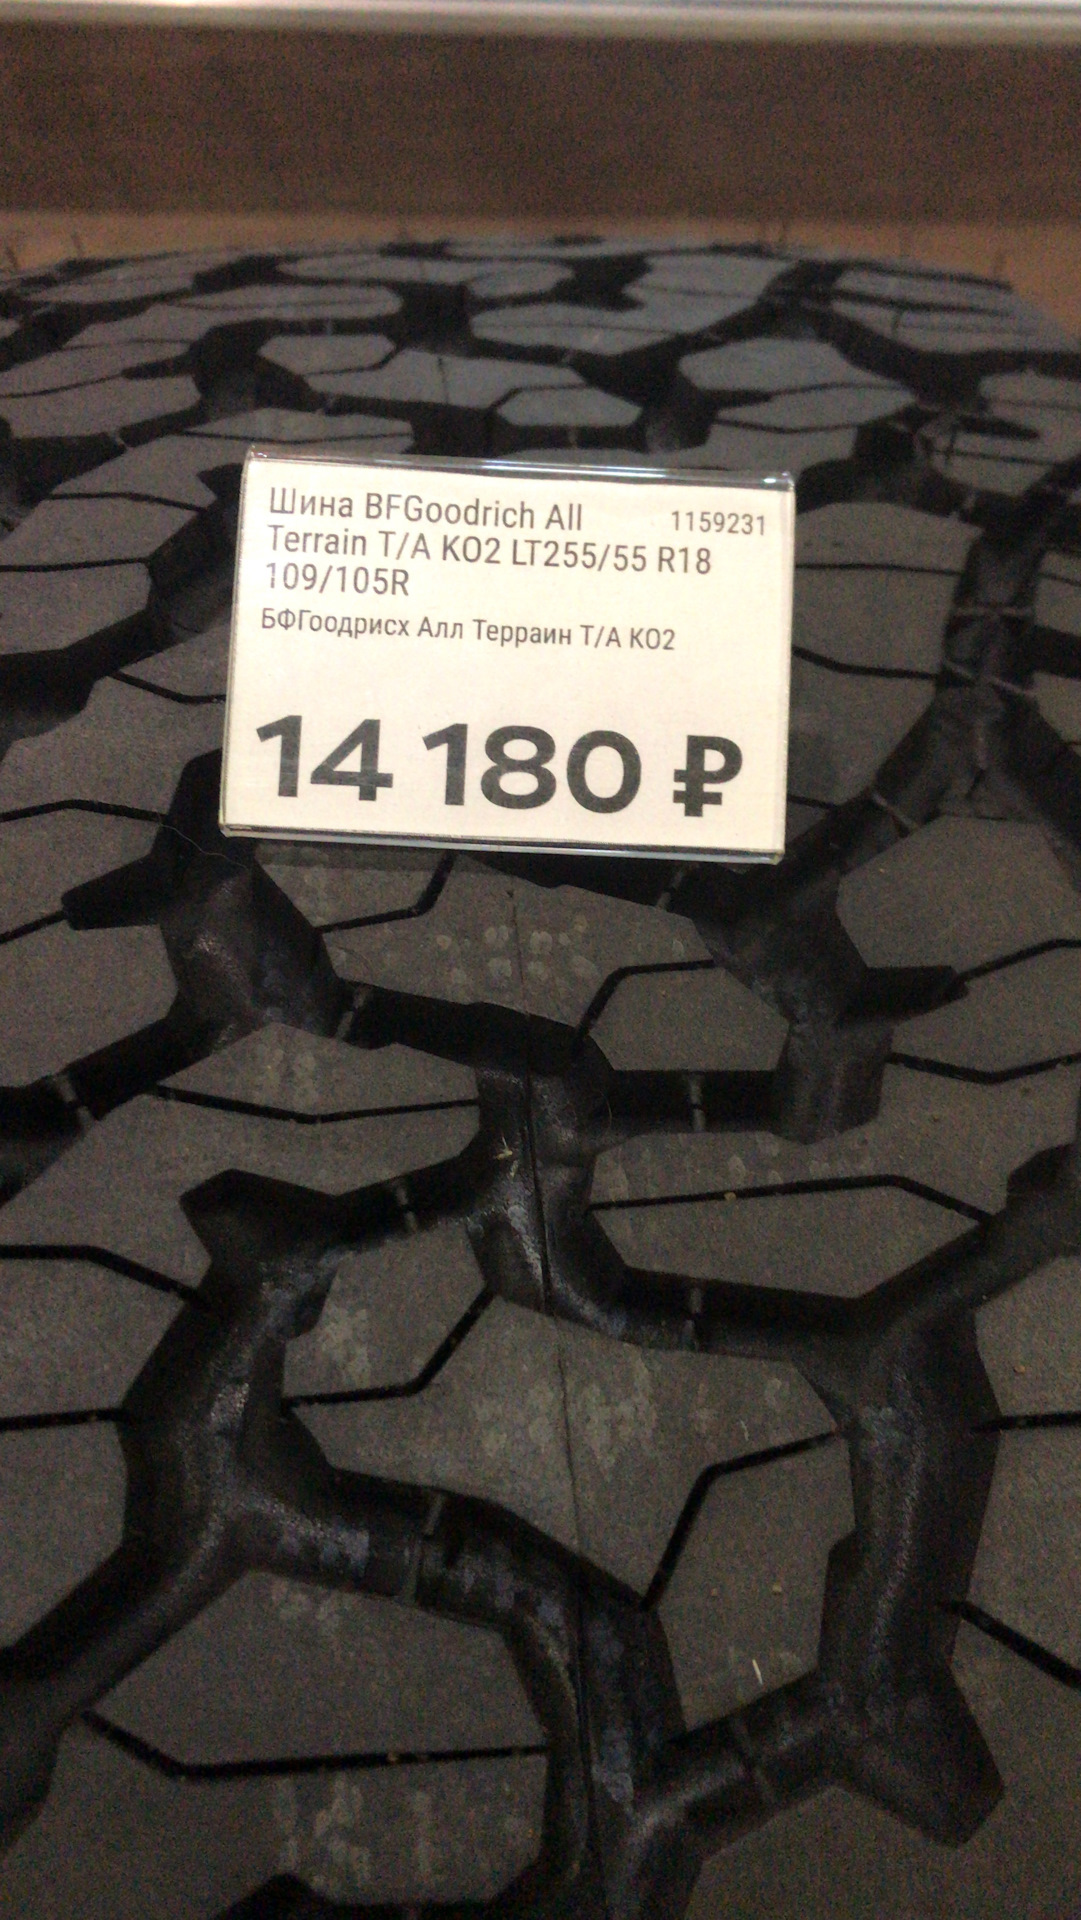 Шина BFGoodrich All 1159231
Terrain T/A KO2 LT255/55 R18
109/105R
БФГоодрисх Алл Терраин Т/А КО2
14 180 ₽